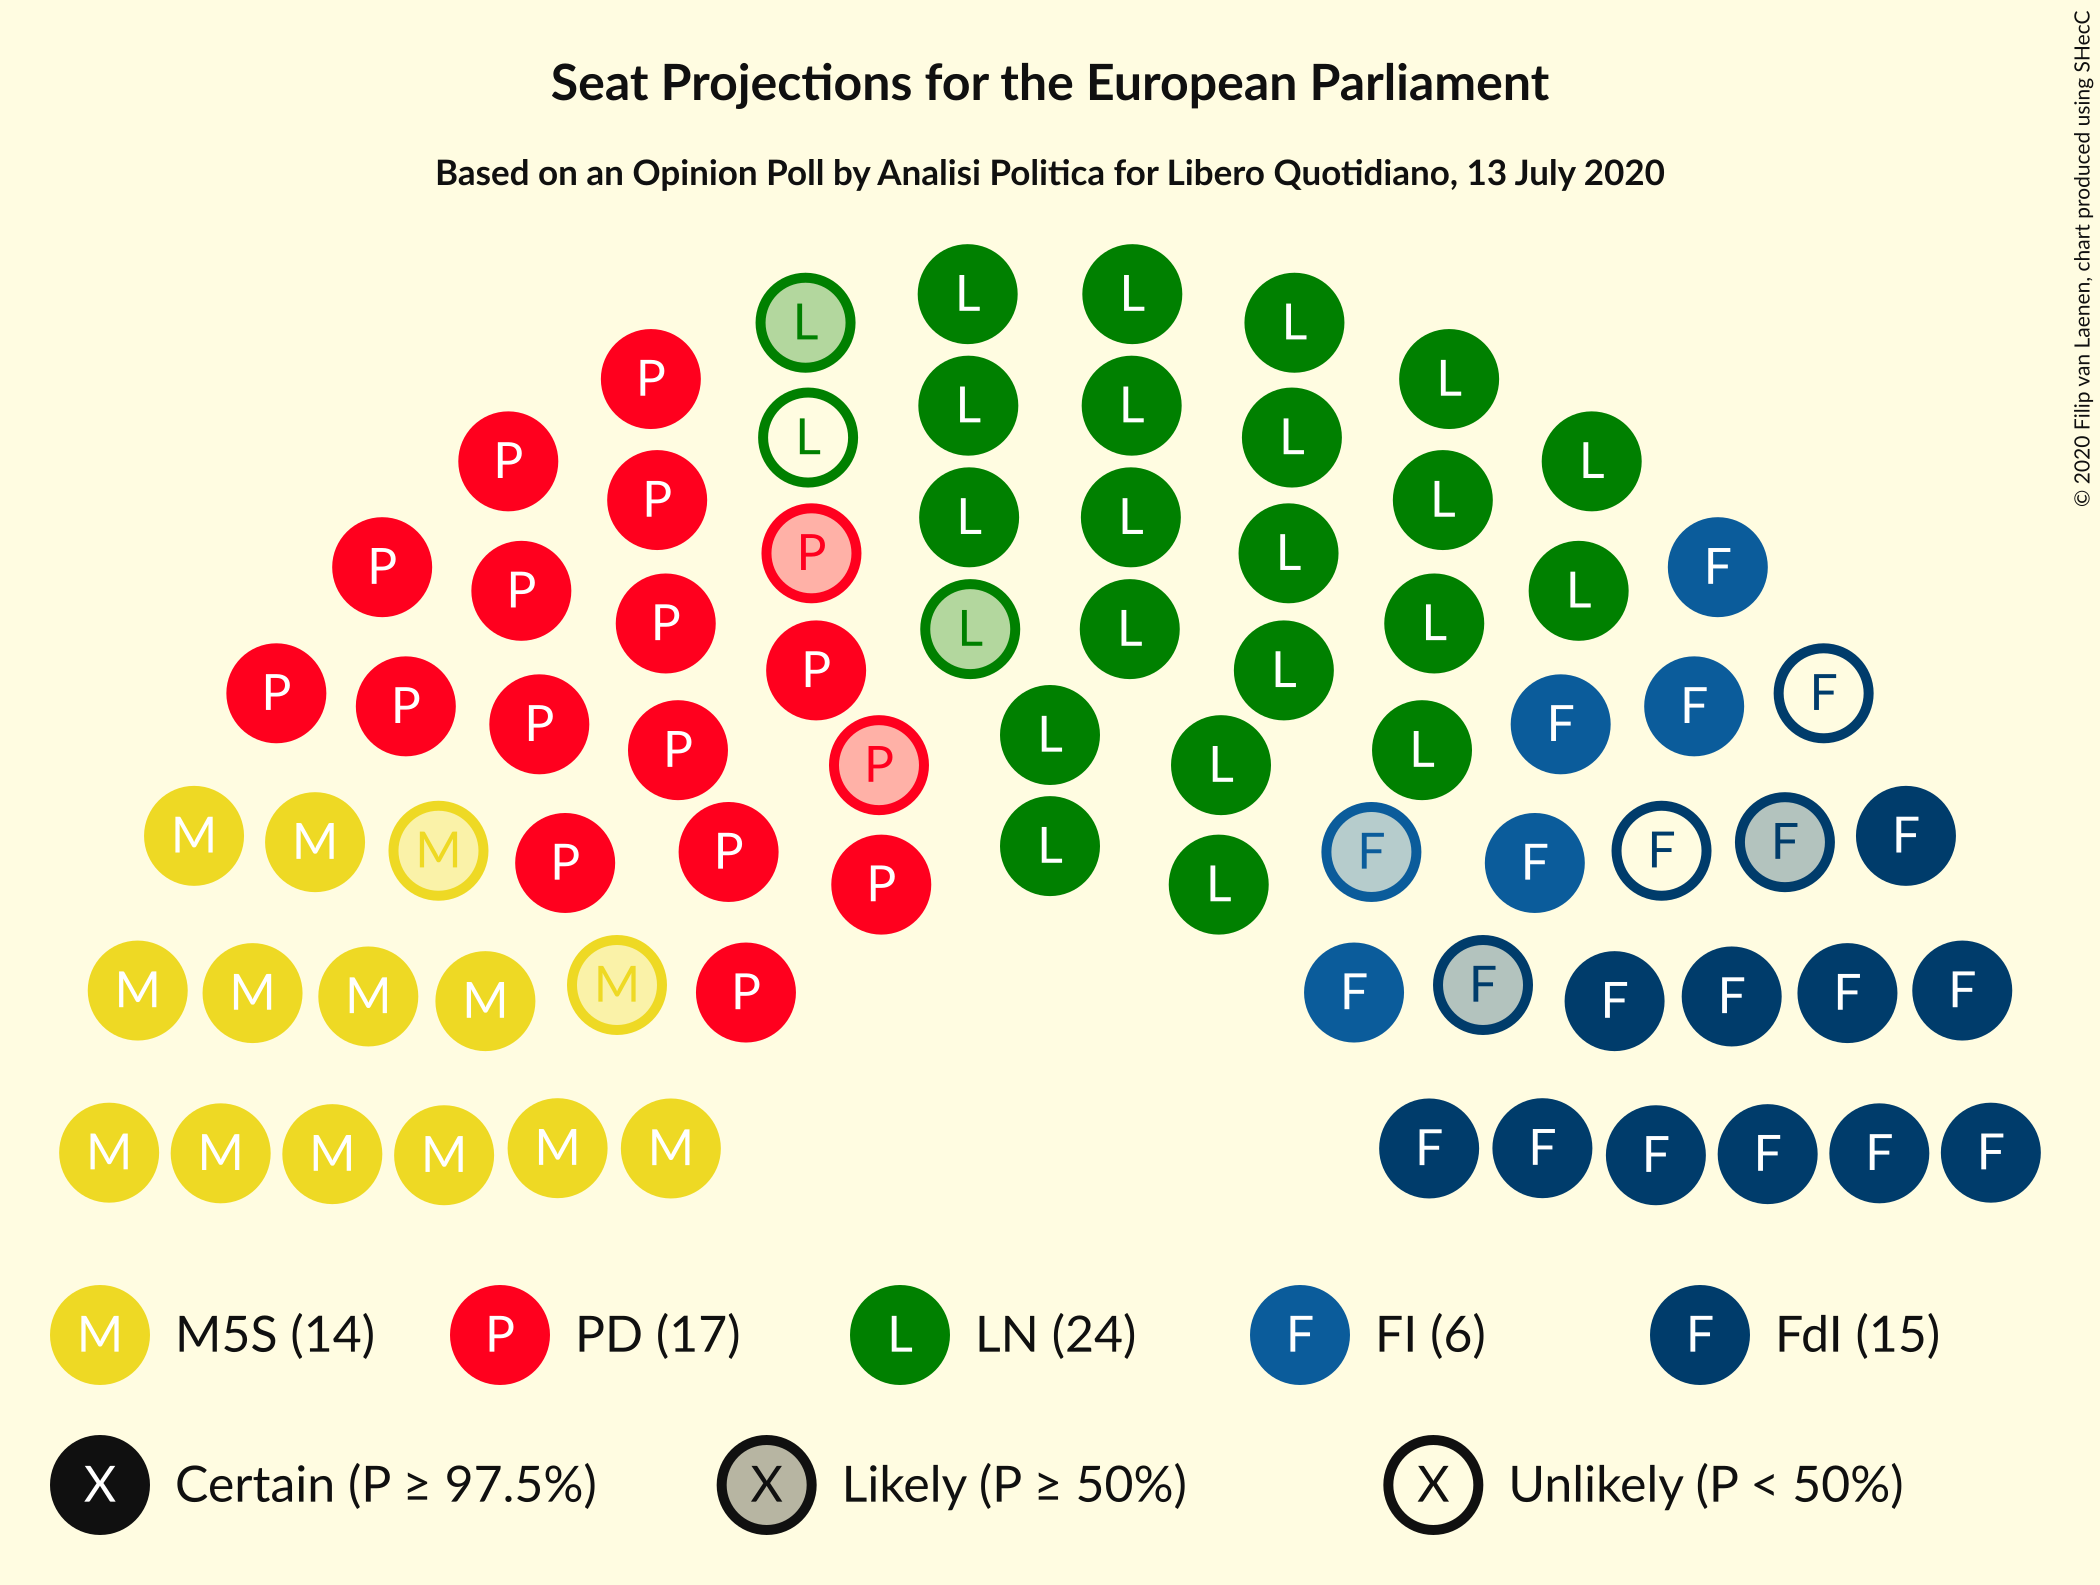 Seat Projections for the European Parliament
Based on an Opinion Poll by Analisi Politica for Libero Quotidiano, 13 July 2020
© 2020 Filip van Laenen, chart produced using SHecC
L L
L L
P L
L L
L L
P L L L
P P L L
L L
P L
P F
P P L
P L L
P L
P L
P P F F
P F
P L
P L L
P L
M F
M M P P F F F F
P L L
M M M M M P F F F F F F
M M M M M M F F F F F F
M M5S (14) P PD (17) L LN (24) F FI (6) F FdI (15)
X Certain (P ≥ 97.5%) X Likely (P ≥ 50%) X Unlikely (P < 50%)